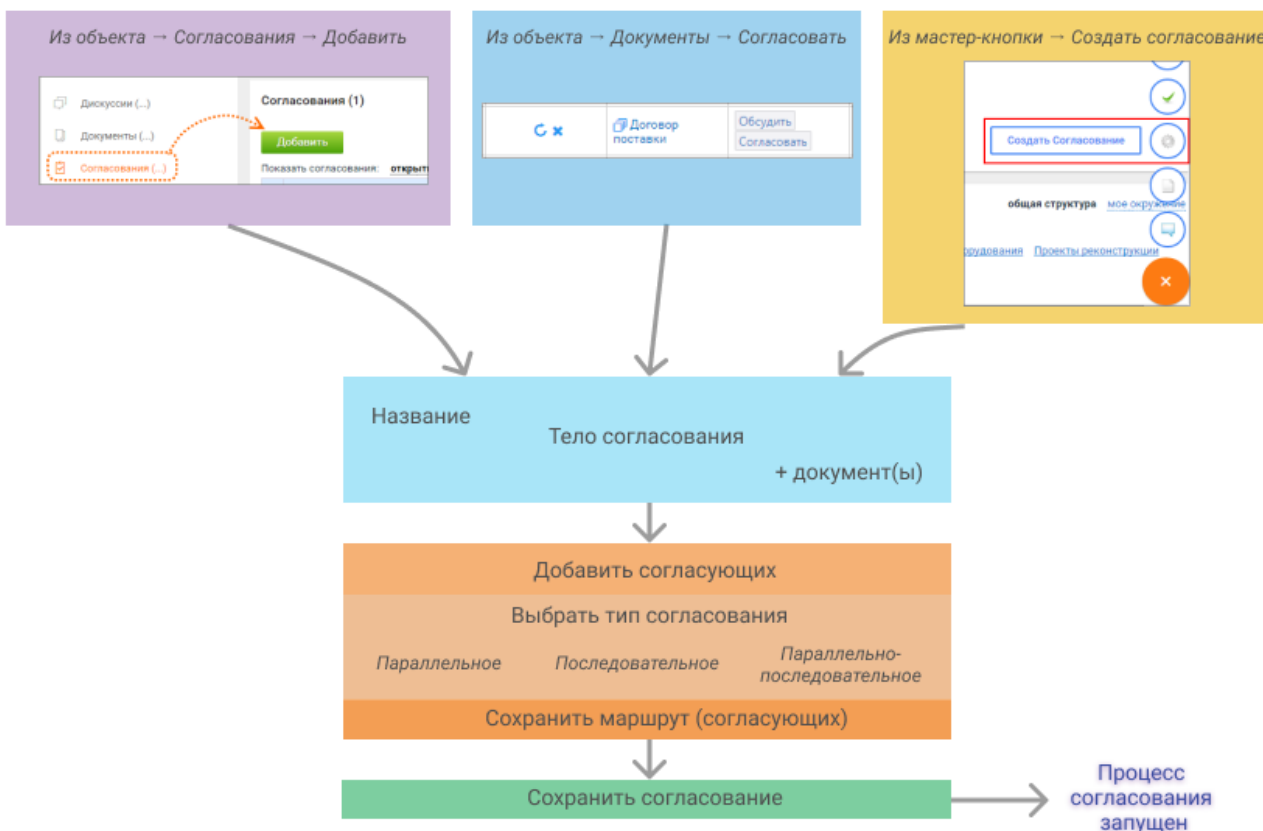 Из объекта → Согласования → Добавить
Дискуссии (...)
Документы (...)
Согласования (...)
Согласования (1)
Добавить
Показать согласования: открыт
Из объекта → Документы → Согласовать
Договор
поставки
Обсудить
Согласовать
Из мастер-кнопки → Создать согласование
Создать Согласование
общая структура мое окружение
орудования Проекты реконструкции
Название
Тело согласования
+ документ(ы)
Добавить согласующих
Выбрать тип согласования
Параллельное
Последовательное
Параллельно-
последовательное
Сохранить маршрут (согласующих)
Сохранить согласование
Процесс
согласования
запущен